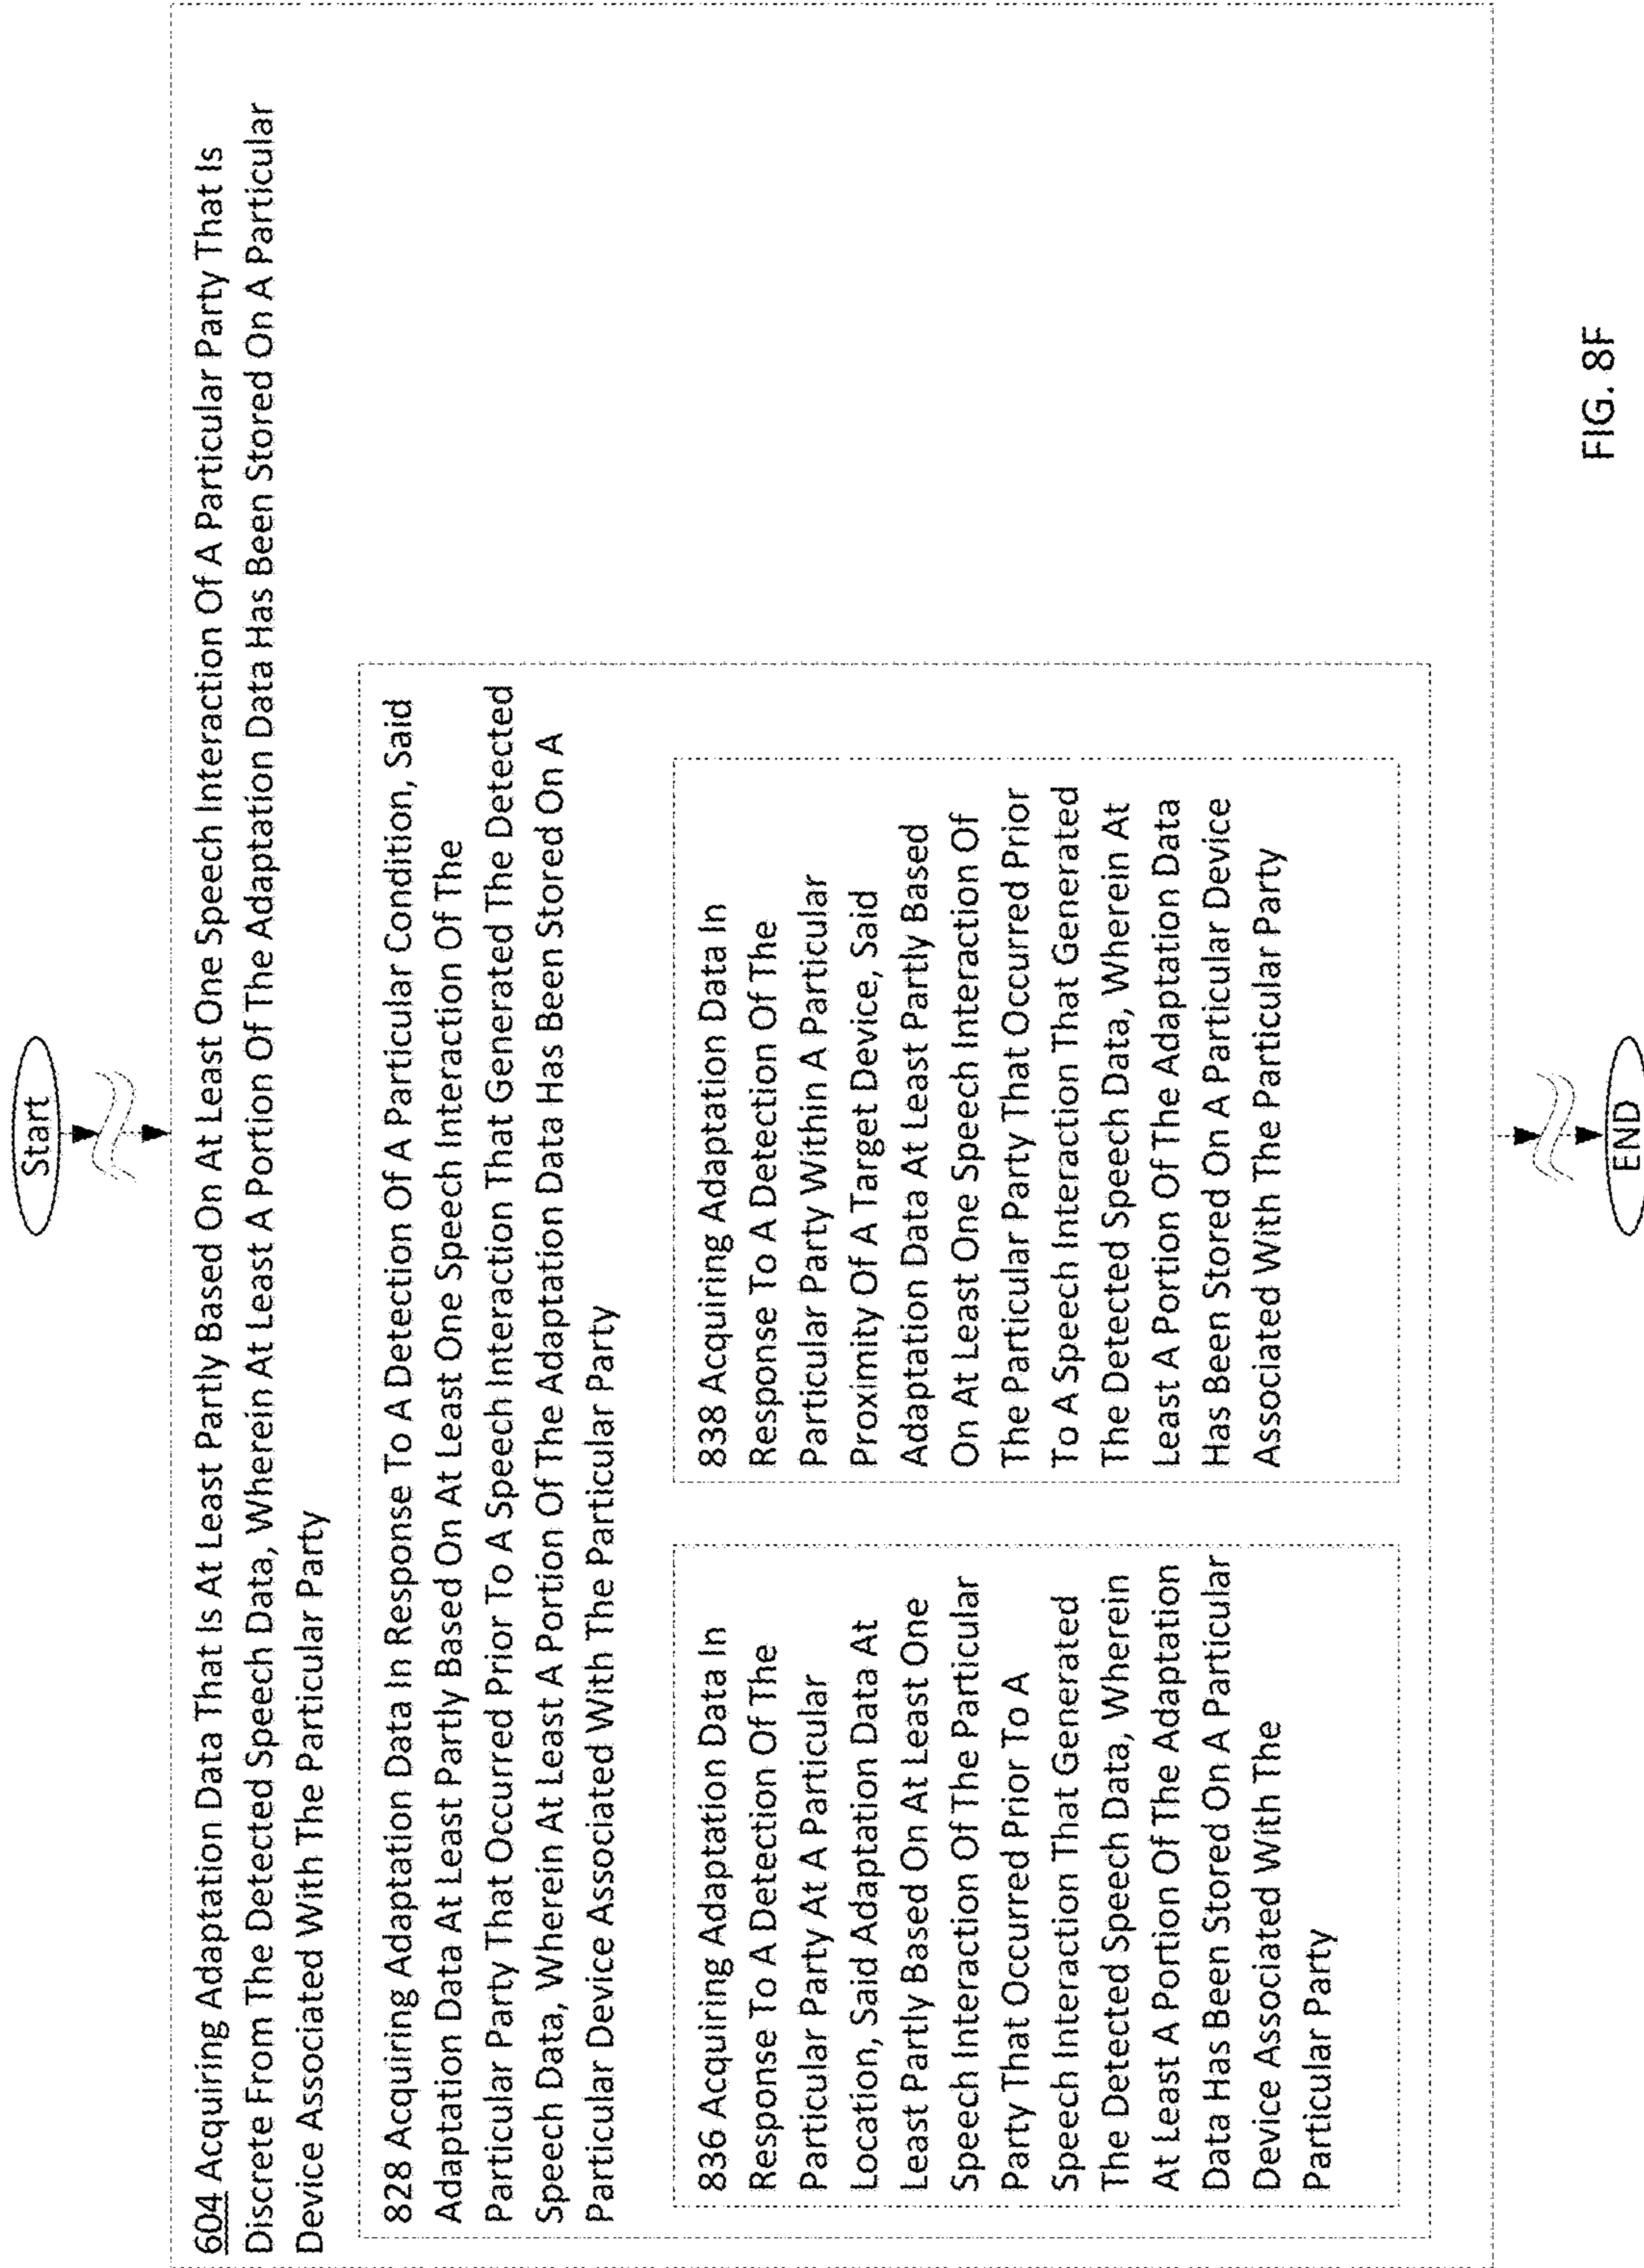 Start
604 Acquiring Adaptation Data That Is At Least Partly Based On At Least One Speech Interaction Of A Particular Party That Is
Discrete From The Detected Speech Data, Wherein At Least A Portion Of The Adaptation Data Has Been Stored On A Particular
Device Associated With The Particular Party
828 Acquiring Adaptation Data In Response To A Detection Of A Particular Condition, Said
Adaptation Data At Least Partly Based On At Least One Speech Interaction Of The
Particular Party That Occurred Prior To A Speech Interaction That Generated The Detected
Speech Data, Wherein At Least A Portion Of The Adaptation Data Has Been Stored On A
Particular Device Associated With The Particular Party
836 Acquiring Adaptation Data In
Response To A Detection Of The
Particular Party At A Particular
Location, Said Adaptation Data At
Least Partly Based On At Least One
Speech Interaction Of The Particular
Party That Occurred Prior To A
Speech Interaction That Generated
The Detected Speech Data, Wherein
At Least A Portion Of The Adaptation
Data Has Been Stored On A Particular
Device Associated With The
Particular Party
838 Acquiring Adaptation Data In
Response To A Detection Of The
Particular Party Within A Particular
Proximity Of A Target Device, Said
Adaptation Data At Least Partly Based
On At Least One Speech Interaction Of
The Particular Party That Occurred Prior
To A Speech Interaction That Generated
The Detected Speech Data, Wherein At
Least A Portion Of The Adaptation Data
Has Been Stored On A Particular Device
Associated With The Particular Party
END
FIG. 8F